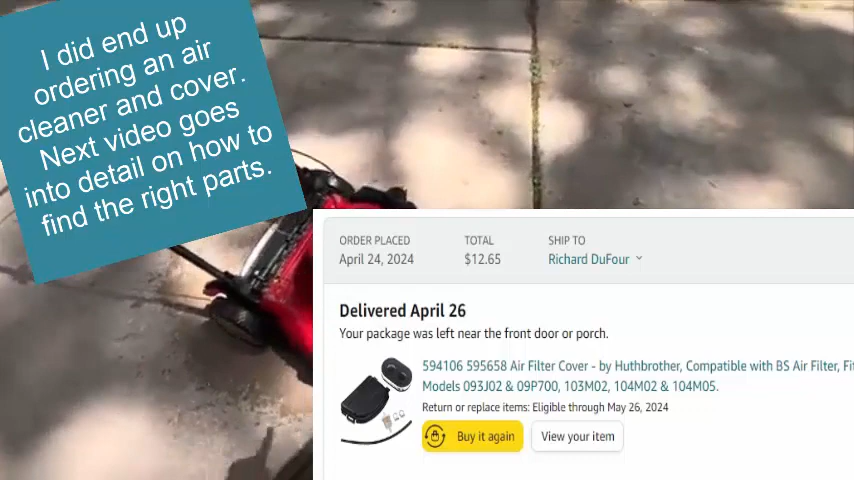 I did end up
ordering an air
cleaner and cover.
Next video goes
into detail on how to
find the right parts.
ORDER PLACED
April 24, 2024
TOTAL
$12.65
SHIP TO
Richard DuFour
Delivered April 26
Your package was left near the front door or porch.
594106 595658 Air Filter Cover - by Huthbrother, Compatible with BS Air Filter, Fi
Models 093J02 & 09P700, 103M02, 104M02 & 104M05.
Return or replace items: Eligible through May 26, 2024
Buy it again
View your item